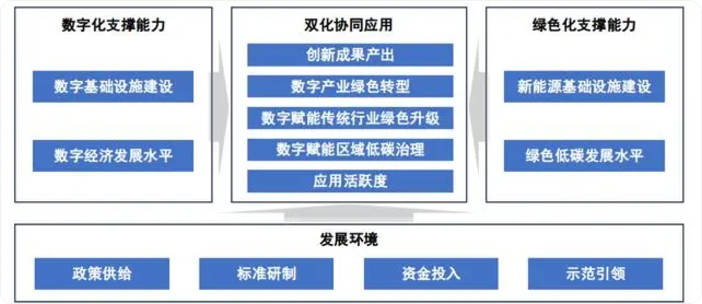 数字化支撑能力
数字基础设施建设
数字经济发展水平
双化协同应用
创新成果产出
数字产业绿色转型
数字赋能传统行业绿色升级
数字赋能区域低碳治理
应用活跃度
绿色化支撑能力
新能源基础设施建设
绿色低碳发展水平
发展环境
政策供给
标准研制
资金投入
示范引领